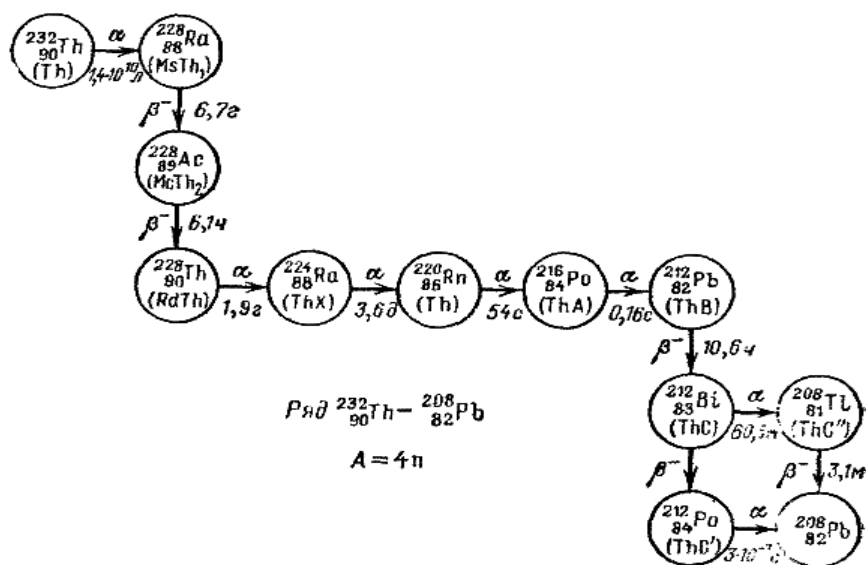 ²³²₉₀Th α ²²⁸₈₈Ra
(Th) 1,4·10¹⁰л (MsTh₁)
β⁻ 6,7г
²²⁸₈₉Ac
(McTh₂)
β⁻ 6,1ч
²²⁸₉₀Th α ²²⁴₈₈Ra α ²²⁰₈₆Rn α ²¹⁶₈₄Po α ²¹²₈₂Pb
(RdTh) 1,9г (ThX) 3,6д (Th) 54с (ThA) 0,16с (ThB)
β⁻ 10,6ч
Ряд ²³²₉₀Th – ²⁰⁸₈₂Pb
A = 4n
²¹²₈₃Bi α ²⁰⁸₈₁Tl
(ThC) (ThC″)
β⁻ β⁻ 3,1м
²¹²₈₄Po α ²⁰⁸₈₂Pb
(ThC′)